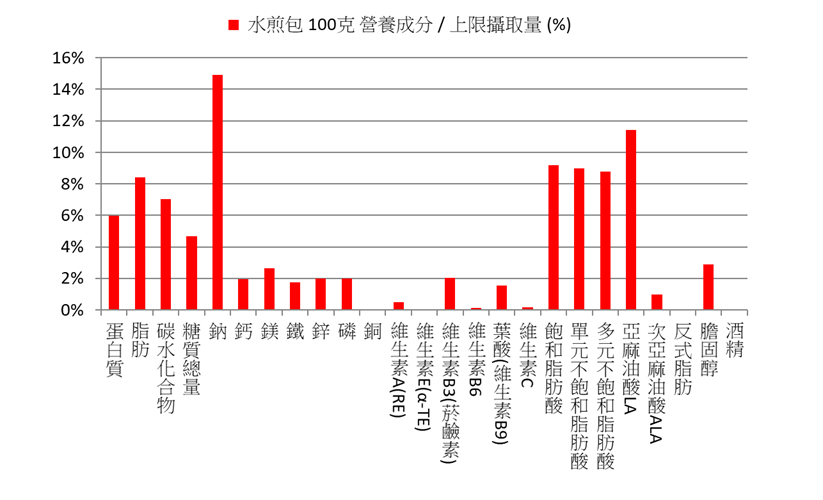 水煎包 100克 營養成分 / 上限攝取量 (%)
16%
14%
12%
10%
8%
6%
4%
2%
0%
蛋白質
脂肪
碳水化合物
糖質總量
鈉
鈣
鎂
鐵
鋅
磷
銅
維生素A(RE)
維生素E(α-TE)
維生素B3(菸鹼素)
維生素B6
葉酸(維生素B9)
維生素C
飽和脂肪酸
單元不飽和脂肪酸
多元不飽和脂肪酸
亞麻油酸LA
次亞麻油酸ALA
反式脂肪
膽固醇
酒精